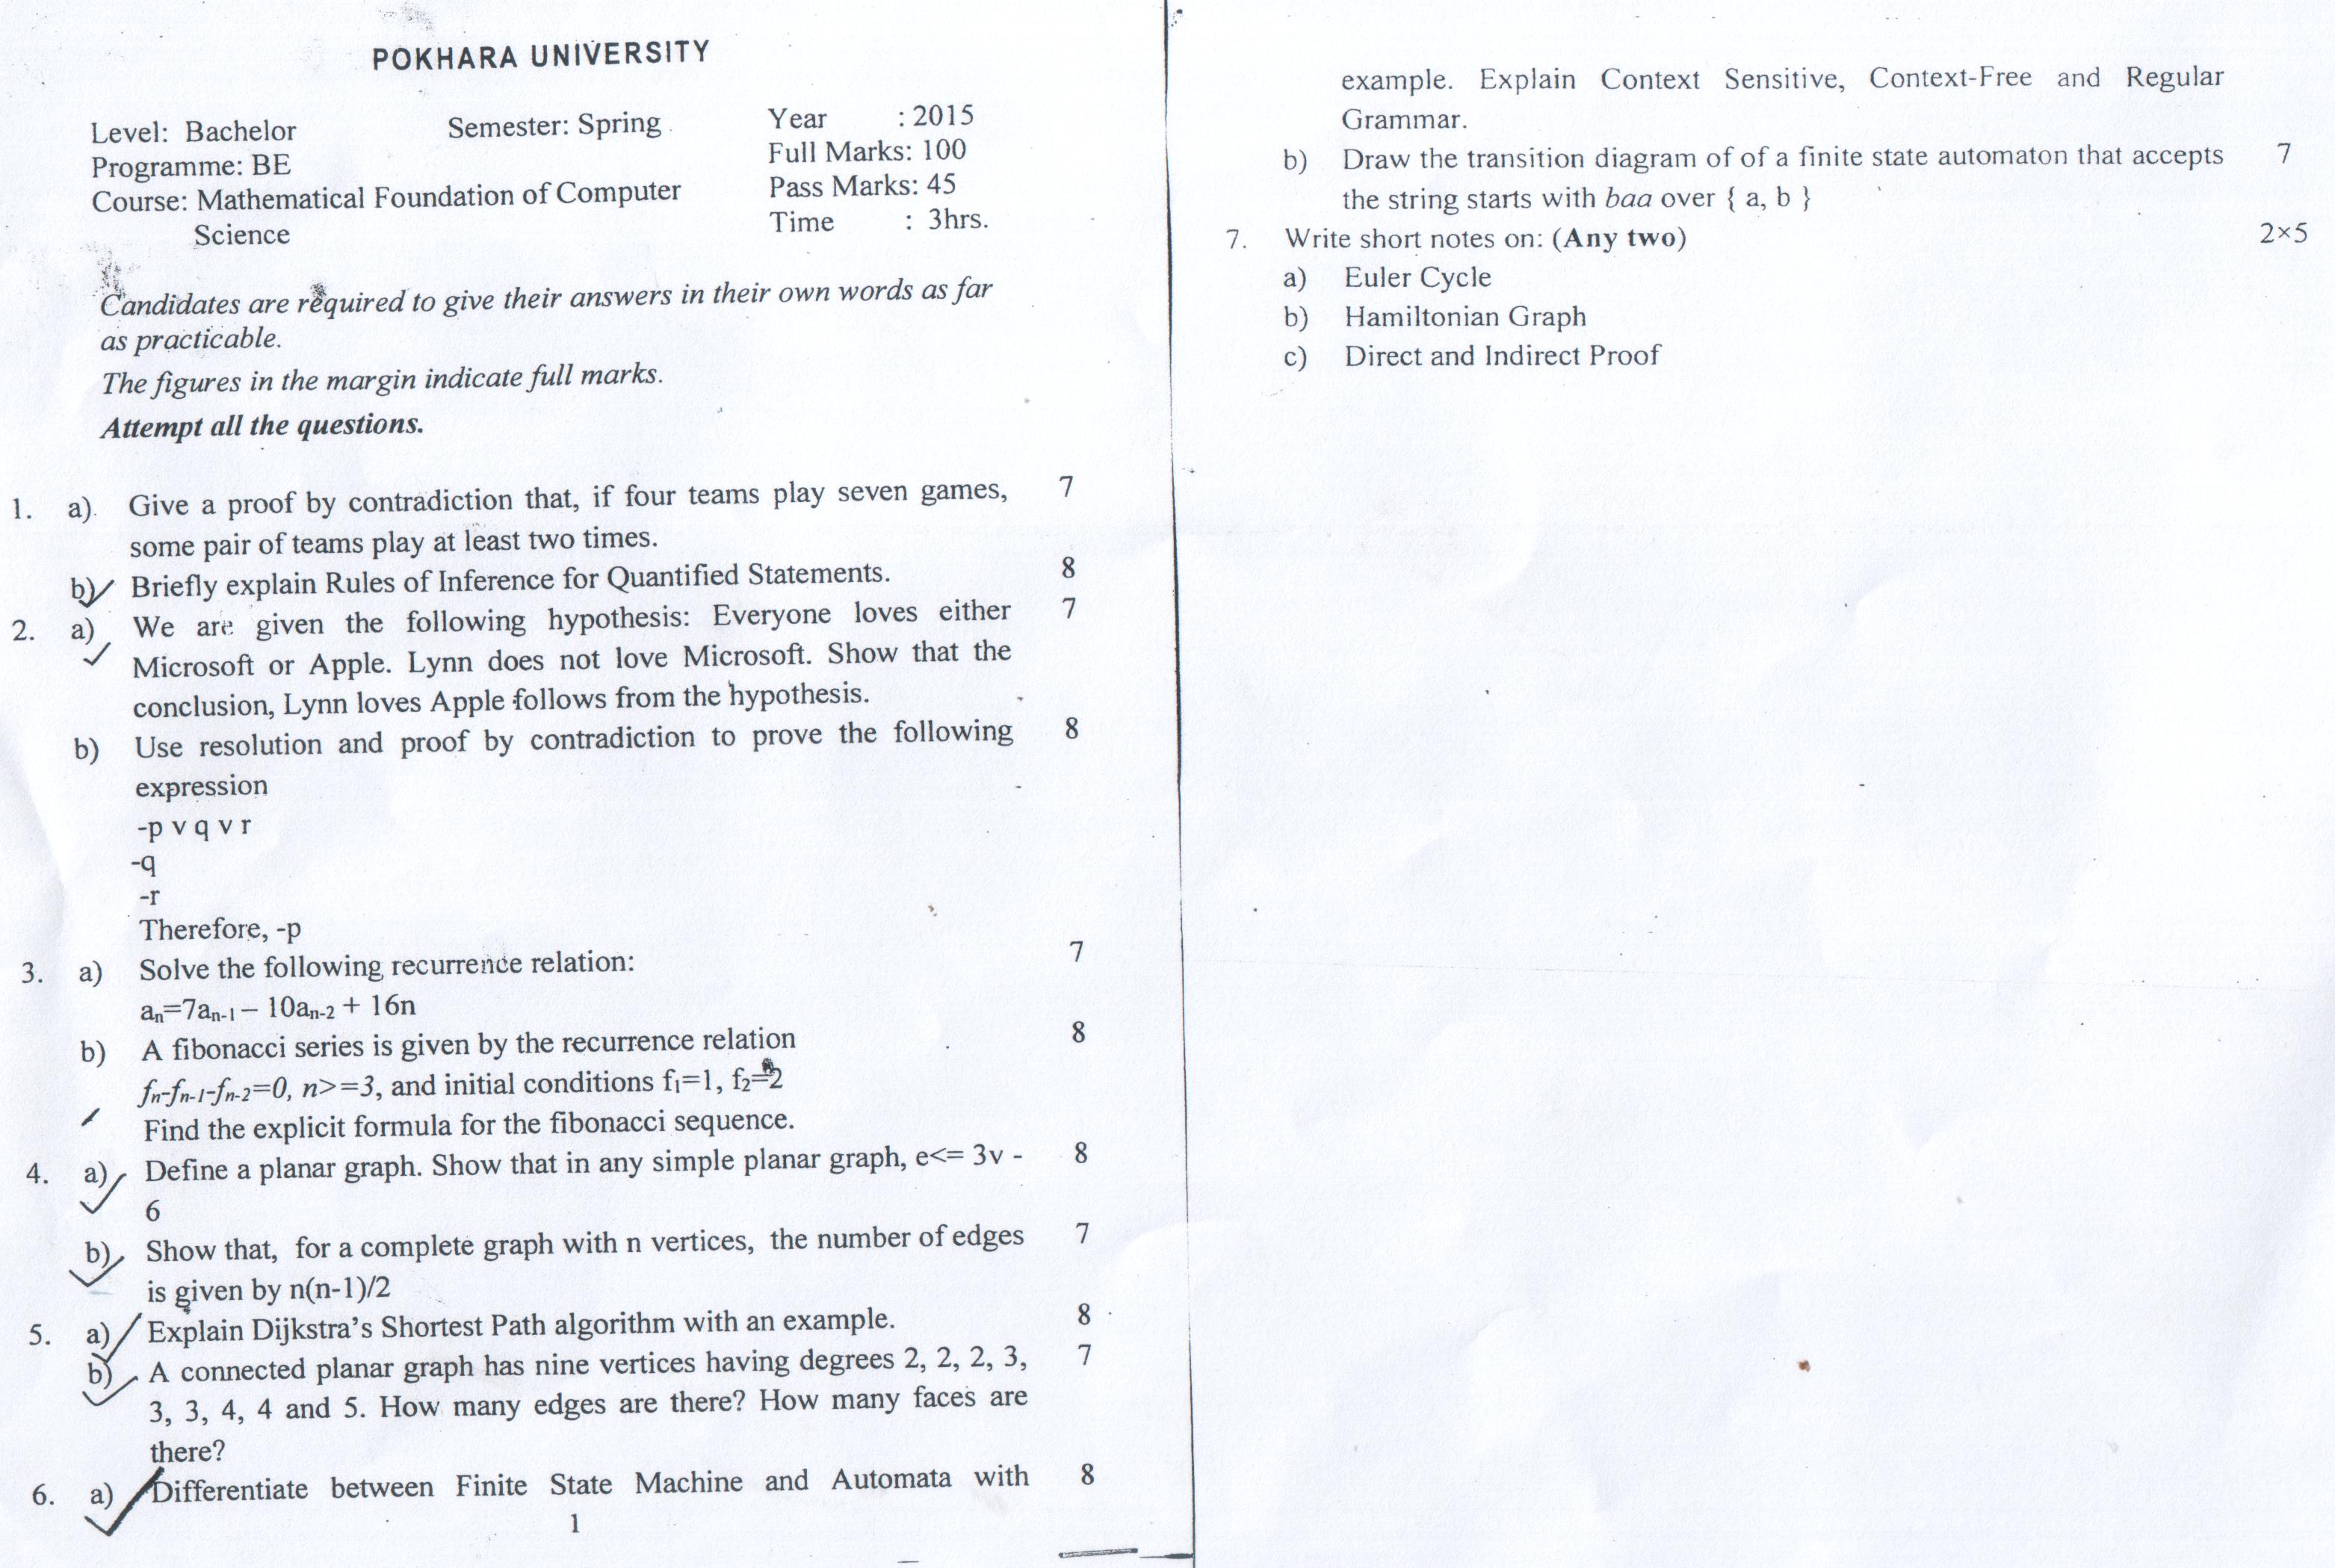 POKHARA UNIVERSITY
Level: Bachelor Semester: Spring Year : 2015
Programme: BE Full Marks: 100
Course: Mathematical Foundation of Computer Pass Marks: 45
Science Time : 3hrs.
Candidates are required to give their answers in their own words as far
as practicable.
The figures in the margin indicate full marks.
Attempt all the questions.
1. a) Give a proof by contradiction that, if four teams play seven games, 7
some pair of teams play at least two times.
b) Briefly explain Rules of Inference for Quantified Statements. 8
2. a) We are given the following hypothesis: Everyone loves either 7
Microsoft or Apple. Lynn does not love Microsoft. Show that the
conclusion, Lynn loves Apple follows from the hypothesis.
b) Use resolution and proof by contradiction to prove the following 8
expression
-p v q v r
-q
-r
Therefore, -p
3. a) Solve the following recurrence relation: 7
aₙ=7aₙ₋₁ – 10aₙ₋₂ + 16n
b) A fibonacci series is given by the recurrence relation 8
fₙ-fₙ₋₁-fₙ₋₂=0, n>=3, and initial conditions f₁=1, f₂=2
Find the explicit formula for the fibonacci sequence.
4. a) Define a planar graph. Show that in any simple planar graph, e<= 3v - 8
6
b) Show that, for a complete graph with n vertices, the number of edges 7
is given by n(n-1)/2
5. a) Explain Dijkstra's Shortest Path algorithm with an example. 8
b) A connected planar graph has nine vertices having degrees 2, 2, 2, 3, 7
3, 3, 4, 4 and 5. How many edges are there? How many faces are
there?
6. a) Differentiate between Finite State Machine and Automata with 8
1
example. Explain Context Sensitive, Context-Free and Regular
Grammar.
b) Draw the transition diagram of of a finite state automaton that accepts 7
the string starts with baa over { a, b }
7. Write short notes on: (Any two) 2×5
a) Euler Cycle
b) Hamiltonian Graph
c) Direct and Indirect Proof